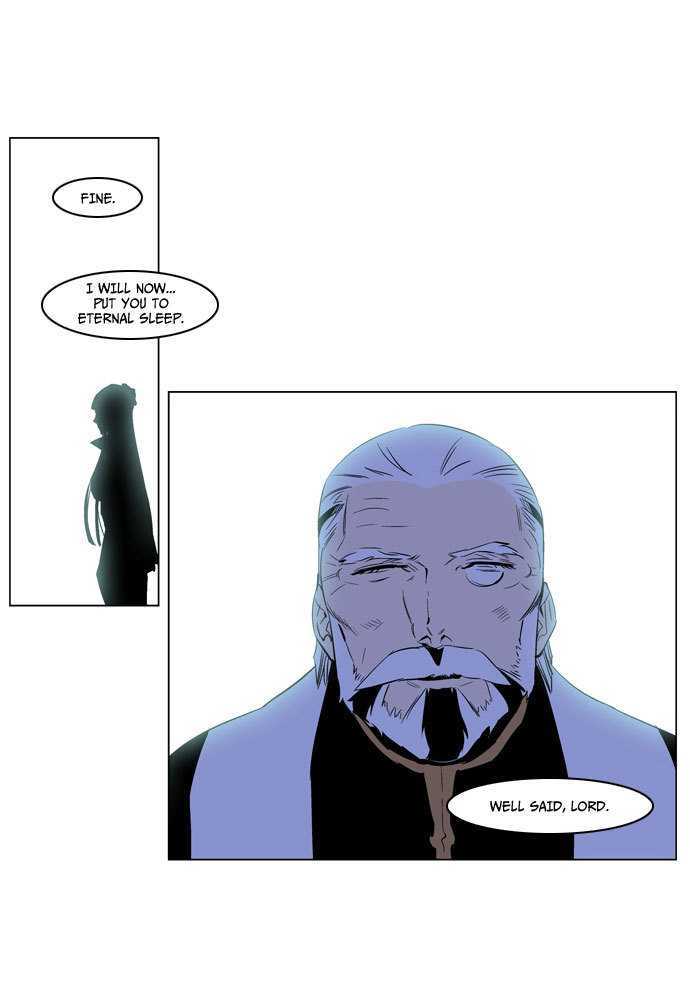 FINE.
I WILL NOW...
PUT YOU TO
ETERNAL SLEEP.
WELL SAID, LORD.